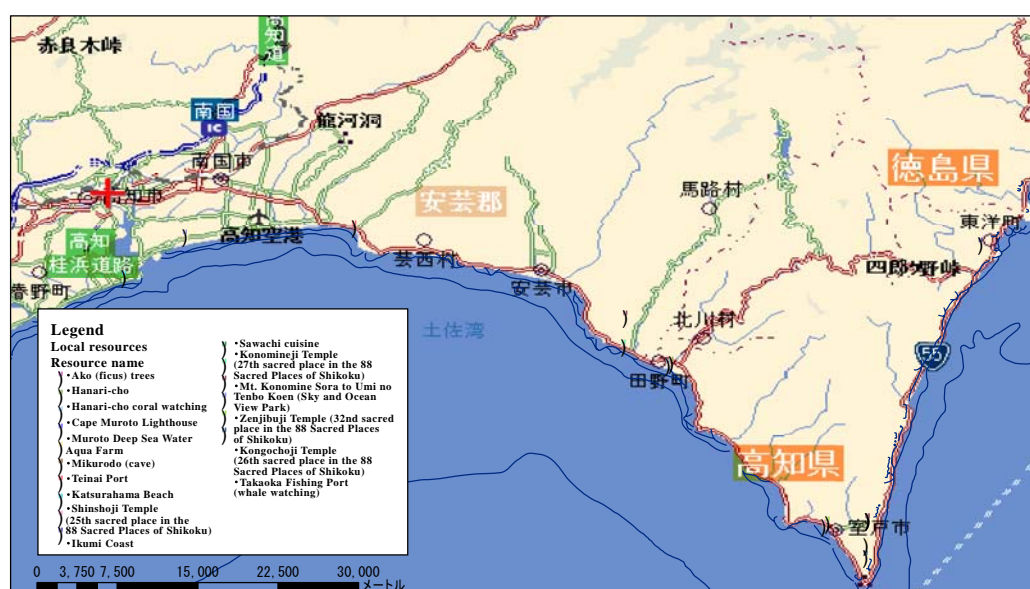 赤良木峠
高知道
南国
IC
龍河洞
南国市
高知市
安芸郡
馬路村
徳島県
東洋町
高知空港
高知
桂浜道路
芸西村
安芸市
四郎ヶ野峠
春野町
土佐湾
北川村
55
田野町
高知県
室戸市
Legend
Local resources
Resource name
・Ako (ficus) trees
・Hanari-cho
・Hanari-cho coral watching
・Cape Muroto Lighthouse
・Muroto Deep Sea Water
Aqua Farm
・Mikurodo (cave)
・Teinai Port
・Katsurahama Beach
・Shinshoji Temple
(25th sacred place in the
88 Sacred Places of Shikoku)
・Ikumi Coast
・Sawachi cuisine
・Konomineji Temple
(27th sacred place in the 88
Sacred Places of Shikoku)
・Mt. Konomine Sora to Umi no
Tenbo Koen (Sky and Ocean
View Park)
・Zenjibuji Temple (32nd sacred
place in the 88 Sacred Places
of Shikoku)
・Kongochoji Temple
(26th sacred place in the 88
Sacred Places of Shikoku)
・Takaoka Fishing Port
(whale watching)
0 3,750 7,500 15,000 22,500 30,000
メートル